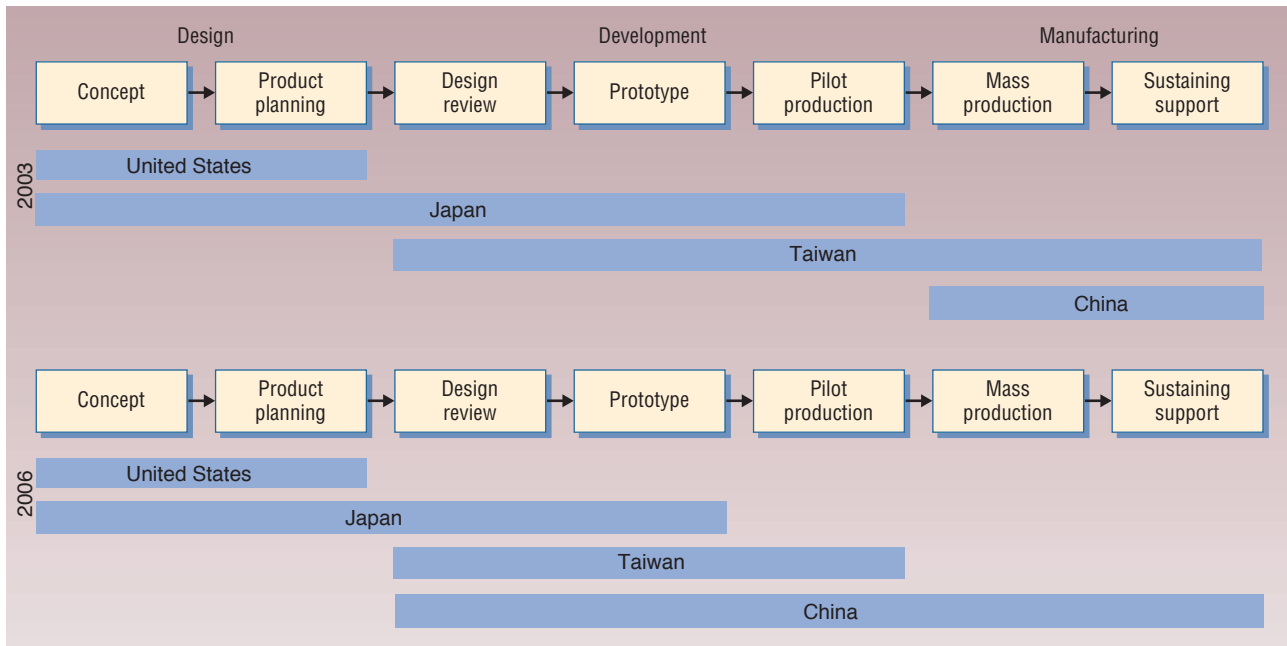 Design
Development
Manufacturing
Concept
Product
planning
Design
review
Prototype
Pilot
production
Mass
production
Sustaining
support
2003
United States
Japan
Taiwan
China
Concept
Product
planning
Design
review
Prototype
Pilot
production
Mass
production
Sustaining
support
2006
United States
Japan
Taiwan
China